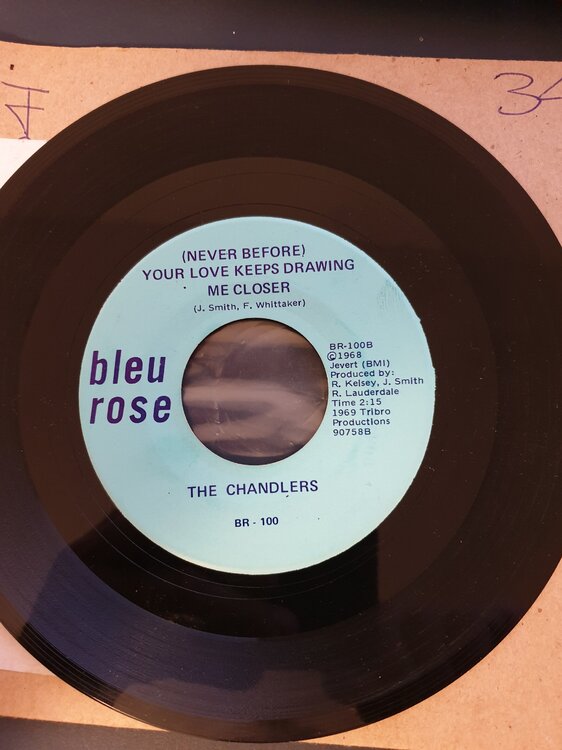 (NEVER BEFORE)
YOUR LOVE KEEPS DRAWING
ME CLOSER
(J. Smith, F. Whittaker)
bleu
rose
BR-100B
©1968
Jevert (BMI)
Produced by:
R. Kelsey, J. Smith
R. Lauderdale
Time 2:15
1969 Tribro
Productions
90758B
THE CHANDLERS
BR - 100